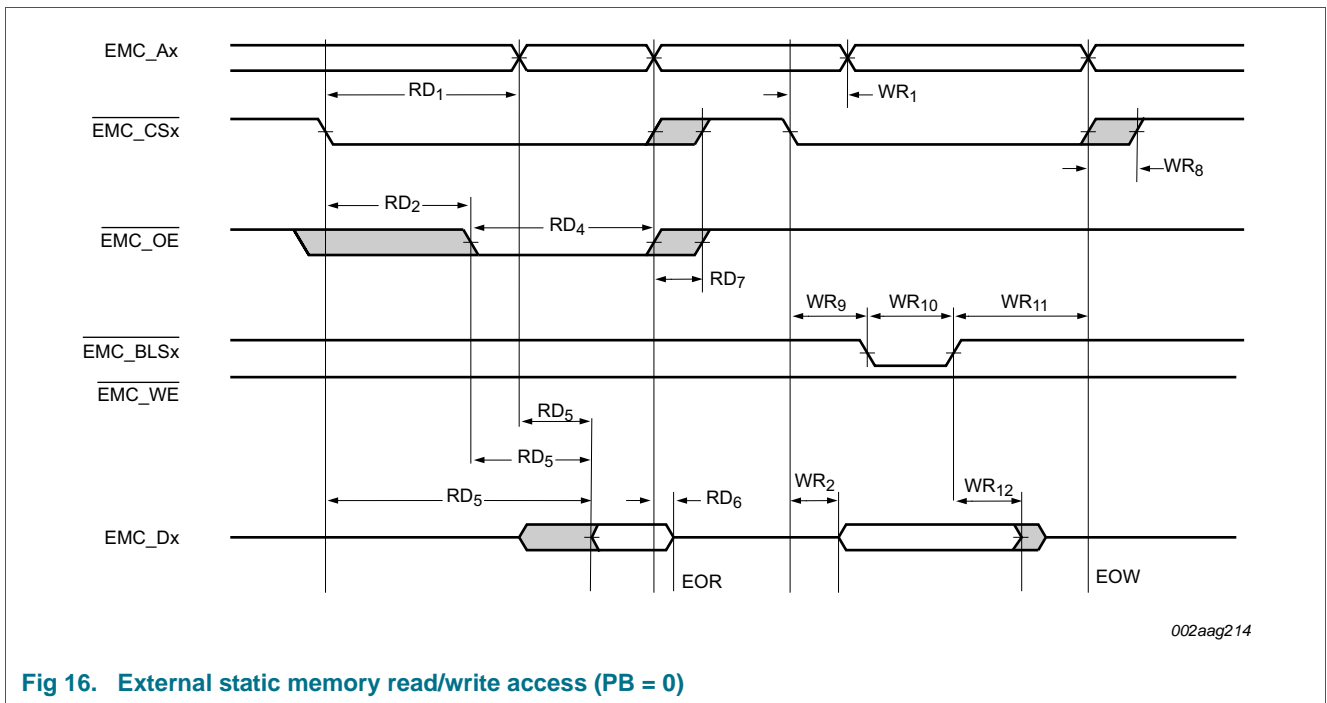 EMC_Ax
RD1
WR1
EMC_CSx
WR8
RD2
RD4
EMC_OE
RD7
WR9
WR10
WR11
EMC_BLSx
EMC_WE
RD5
RD5
RD5
WR2
WR12
RD6
EMC_Dx
EOR
EOW
002aag214
Fig 16. External static memory read/write access (PB = 0)